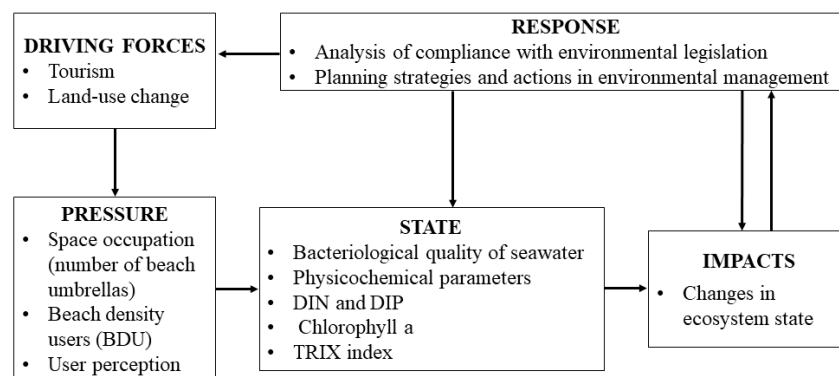 DRIVING FORCES
• Tourism
• Land-use change
RESPONSE
• Analysis of compliance with environmental legislation
• Planning strategies and actions in environmental management
PRESSURE
• Space occupation
(number of beach
umbrellas)
• Beach density
users (BDU)
• User perception
STATE
• Bacteriological quality of seawater
• Physicochemical parameters
• DIN and DIP
• Chlorophyll a
• TRIX index
IMPACTS
• Changes in
ecosystem state